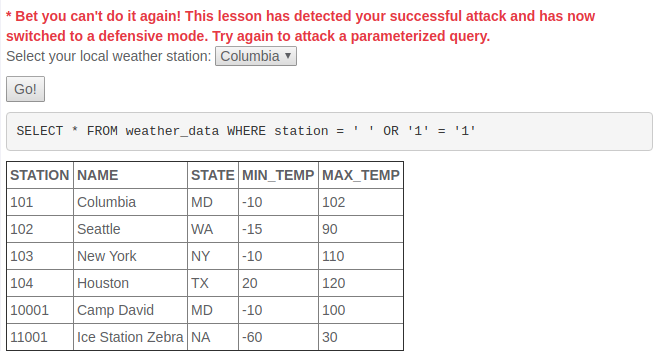 * Bet you can't do it again! This lesson has detected your successful attack and has now
switched to a defensive mode. Try again to attack a parameterized query.
Select your local weather station: Columbia
Go!
SELECT * FROM weather_data WHERE station = ' ' OR '1' = '1'
STATION NAME STATE MIN_TEMP MAX_TEMP
101 Columbia MD -10 102
102 Seattle WA -15 90
103 New York NY -10 110
104 Houston TX 20 120
10001 Camp David MD -10 100
11001 Ice Station Zebra NA -60 30